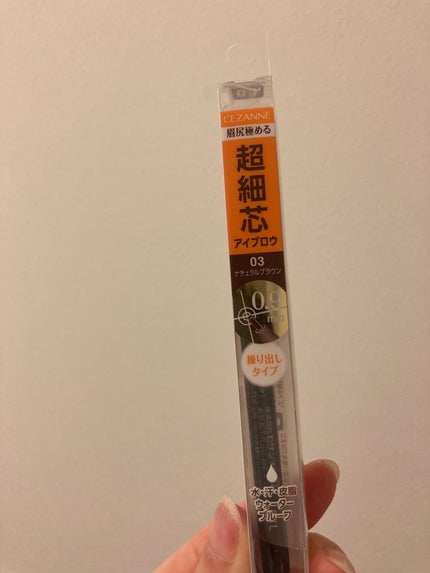 CEZANNE
眉尻極める
超細芯
アイブロウ
03
ナチュラルブラウン
0.9
mm
繰り出し
タイプ
水・汗・皮脂
ウォーター
プルーフ